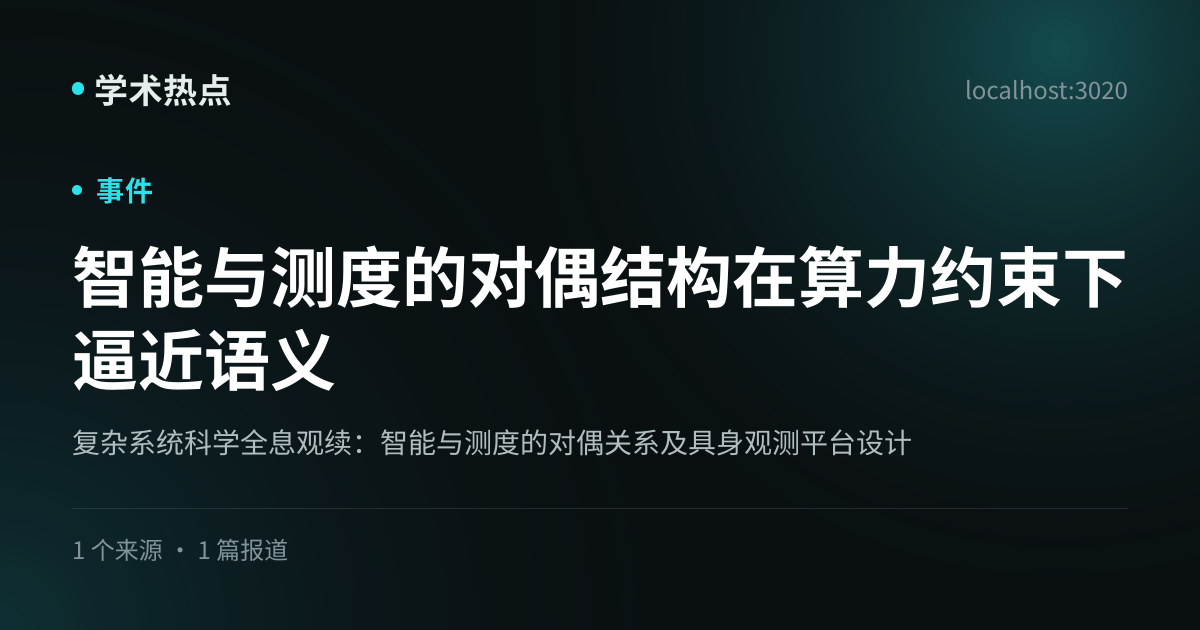 学术热点
localhost:3020
事件
智能与测度的对偶结构在算力约束下
逼近语义
复杂系统科学全息观续：智能与测度的对偶关系及具身观测平台设计
1 个来源 · 1 篇报道